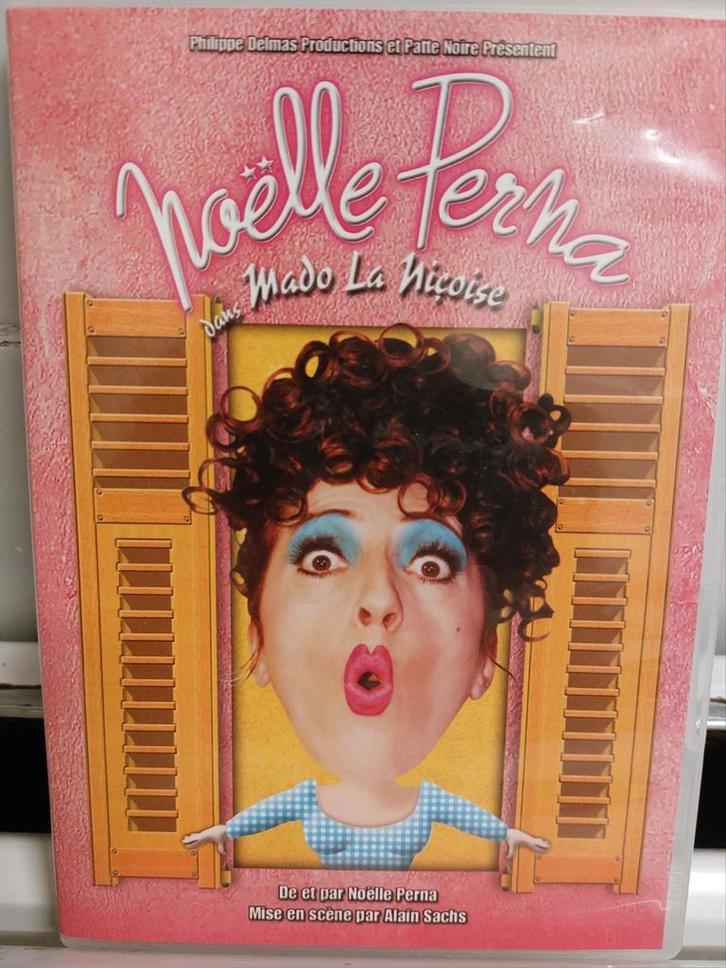 Philippe Delmas Productions et Patte Noire Présentent
Noëlle Perna
dans Mado La Niçoise
De et par Noëlle Perna
Mise en scène par Alain Sachs